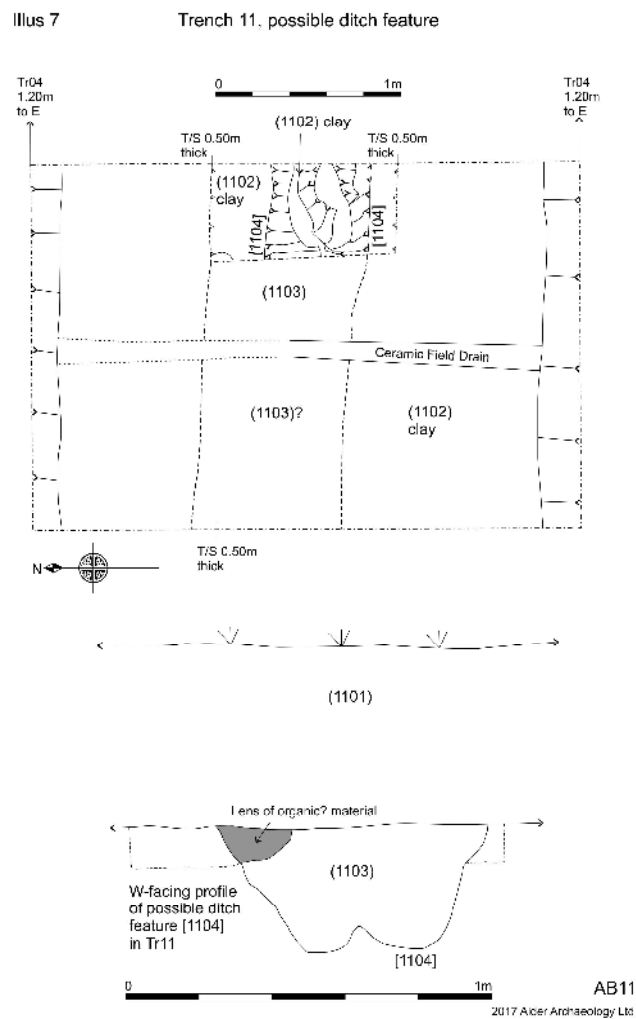 Illus 7
Trench 11, possible ditch feature
Tr04
1.20m
to E
0
1m
Tr04
1.20m
to E
(1102) clay
T/S 0.50m
thick
T/S 0.50m
thick
(1102)
clay
[1104]
[1104]
(1103)
Ceramic Field Drain
(1103)?
(1102)
clay
N
T/S 0.50m
thick
(1101)
Lens of organic? material
(1103)
W-facing profile
of possible ditch
feature [1104]
in Tr11
[1104]
0
1m
AB11
2017 Alder Archaeology Ltd